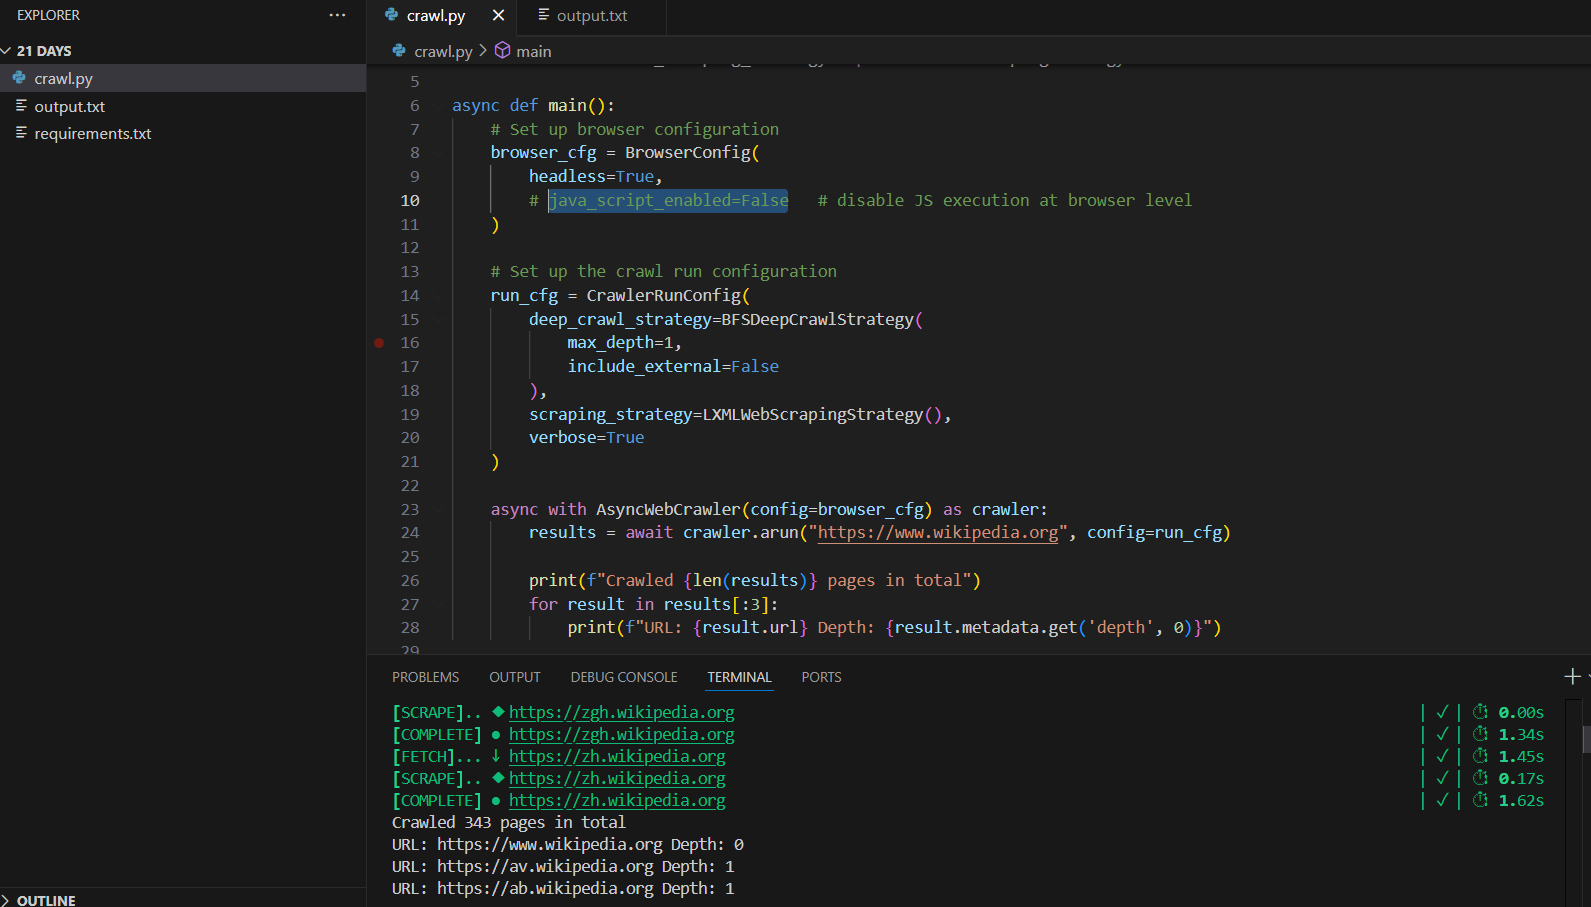 EXPLORER
21 DAYS
crawl.py
output.txt
requirements.txt
OUTLINE
crawl.py
output.txt
crawl.py > main
5
6 async def main():
7 # Set up browser configuration
8 browser_cfg = BrowserConfig(
9 headless=True,
10 # java_script_enabled=False # disable JS execution at browser level
11 )
12
13 # Set up the crawl run configuration
14 run_cfg = CrawlerRunConfig(
15 deep_crawl_strategy=BFSDeepCrawlStrategy(
16 max_depth=1,
17 include_external=False
18 ),
19 scraping_strategy=LXMLWebScrapingStrategy(),
20 verbose=True
21 )
22
23 async with AsyncWebCrawler(config=browser_cfg) as crawler:
24 results = await crawler.arun("https://www.wikipedia.org", config=run_cfg)
25
26 print(f"Crawled {len(results)} pages in total")
27 for result in results[:3]:
28 print(f"URL: {result.url} Depth: {result.metadata.get('depth', 0)}")
29
PROBLEMS OUTPUT DEBUG CONSOLE TERMINAL PORTS
[SCRAPE].. ◆ https://zgh.wikipedia.org | ✓ | ⏱ 0.00s
[COMPLETE] ● https://zgh.wikipedia.org | ✓ | ⏱ 1.34s
[FETCH]... ↓ https://zh.wikipedia.org | ✓ | ⏱ 1.45s
[SCRAPE].. ◆ https://zh.wikipedia.org | ✓ | ⏱ 0.17s
[COMPLETE] ● https://zh.wikipedia.org | ✓ | ⏱ 1.62s
Crawled 343 pages in total
URL: https://www.wikipedia.org Depth: 0
URL: https://av.wikipedia.org Depth: 1
URL: https://ab.wikipedia.org Depth: 1